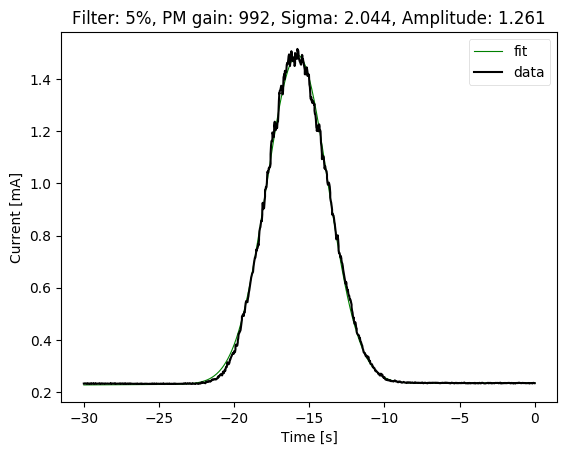 Filter: 5%, PM gain: 992, Sigma: 2.044, Amplitude: 1.261
fit
data
1.4
1.2
1.0
0.8
0.6
0.4
0.2
Current [mA]
−30
−25
−20
−15
−10
−5
0
Time [s]